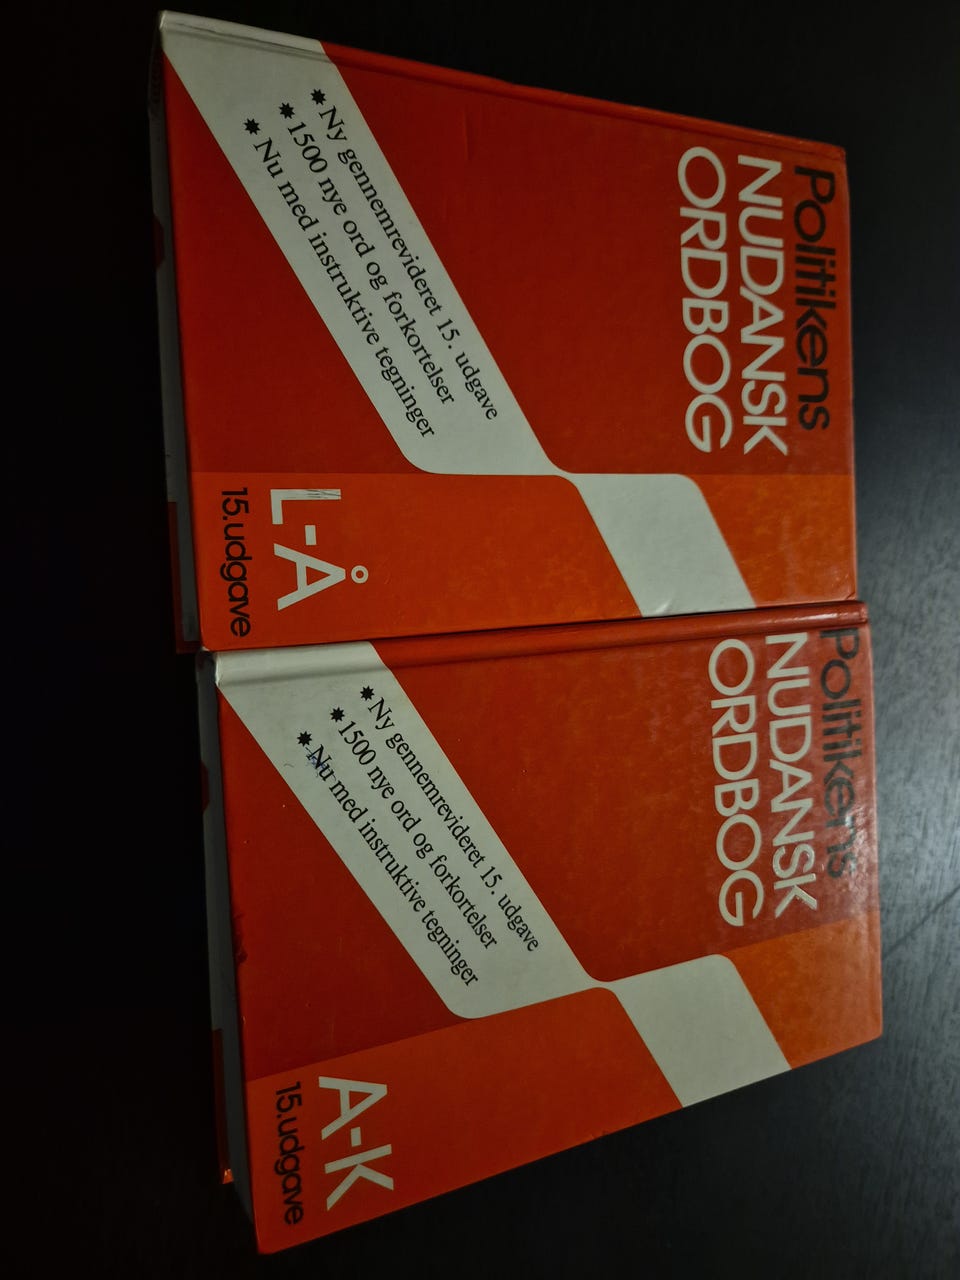 Politikens
NUDANSK
ORDBOG
★ Ny gennemrevideret 15. udgave
★ 1500 nye ord og forkortelser
★ Nu med instruktive tegninger
L-Å
15.udgave
Politikens
NUDANSK
ORDBOG
★ Ny gennemrevideret 15. udgave
★ 1500 nye ord og forkortelser
★ Nu med instruktive tegninger
A-K
15.udgave